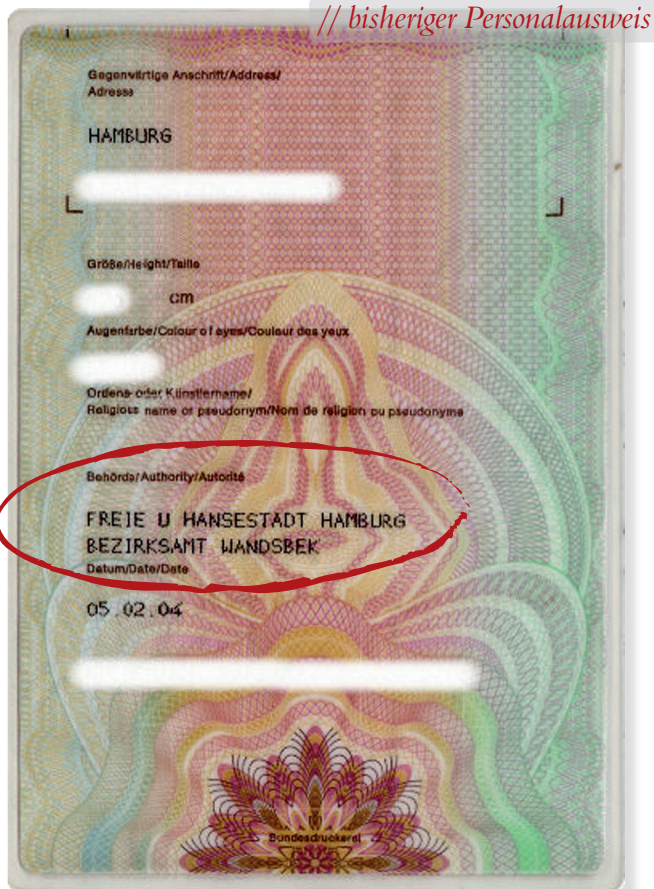 // bisheriger Personalausweis
Gegenwärtige Anschrift/Address/
Adresse
HAMBURG
Größe/Height/Taille
cm
Augenfarbe/Colour of eyes/Couleur des yeux
Ordens- oder Künstlername/
Religious name or pseudonym/Nom de religion ou pseudonyme
Behörde/Authority/Autorité
FREIE U HANSESTADT HAMBURG
BEZIRKSAMT WANDSBEK
Datum/Date/Date
05.02.04
Bundesdruckerei